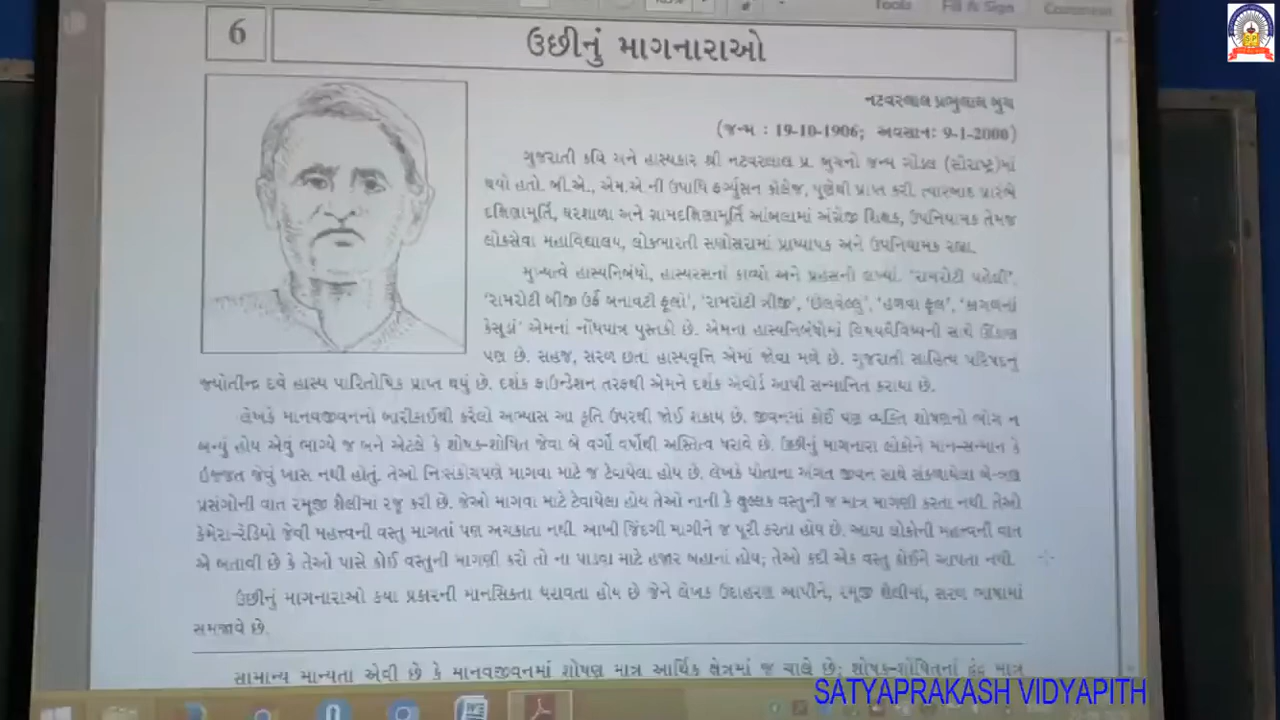 Tools Fill & Sign Comment
6
ઉછીનું માગનારાઓ
નટવરલાલ પ્રભુલાલ બુચ
(જન્મ : 19-10-1906; અવસાન: 9-1-2000)
ગુજરાતી કવિ અને હાસ્યકાર શ્રી નટવરલાલ પ્ર. બુચનો જન્મ ગોંડલ (સૌરાષ્ટ્ર)માં
થયો હતો. બી.એ., એમ.એ.ની ઉપાધિ ફર્ગ્યુસન કૉલેજ, પૂણેથી પ્રાપ્ત કરી. ત્યારબાદ પ્રારંભે
દક્ષિણામૂર્તિ, ઘરશાળા અને ગ્રામદક્ષિણામૂર્તિ આંબલામાં અંગ્રેજી શિક્ષક, ઉપનિયામક તેમજ
લોકસેવા મહાવિદ્યાલય, લોકભારતી સણોસરામાં પ્રાધ્યાપક અને ઉપનિયામક રહ્યા.
મુખ્યત્વે હાસ્યનિબંધો, હાસ્યરસનાં કાવ્યો અને પ્રહસનો લખ્યાં. 'રામરોટી પહેલી',
'રામરોટી બીજી ઉર્ફે બનાવટી ફૂલો', 'રામરોટી ત્રીજી', 'છેલવેલ્લું', 'હળવા ફૂલ', 'કાગળનાં
કેસૂડાં' એમનાં નોંધપાત્ર પુસ્તકો છે. એમના હાસ્યનિબંધોમાં વિષયવૈવિધ્યની સાથે ઊંડાણ
પણ છે. સહજ, સરળ છતાં હાસ્યવૃત્તિ એમાં જોવા મળે છે. ગુજરાતી સાહિત્ય પરિષદનું
જ્યોતીન્દ્ર દવે હાસ્ય પારિતોષિક પ્રાપ્ત થયું છે. દર્શક ફાઉન્ડેશન તરફથી એમને દર્શક એવોર્ડ આપી સન્માનિત કરાયા છે.
લેખકે માનવજીવનનો બારીકાઈથી કરેલો અભ્યાસ આ કૃતિ ઉપરથી જોઈ શકાય છે. જીવનમાં કોઈ પણ વ્યક્તિ શોષણનો ભોગ ન
બન્યું હોય એવું ભાગ્યે જ બને એટલે કે શોષક-શોષિત જેવા બે વર્ગો વર્ષોથી અસ્તિત્વ ધરાવે છે. ઉછીનું માગનારા લોકોને માન-સન્માન કે
ઇજ્જત જેવું ખાસ નથી હોતું. તેઓ નિ:સંકોચપણે માગવા માટે જ ટેવાયેલા હોય છે. લેખકે પોતાના અંગત જીવન સાથે સંકળાયેલા બે-ત્રણ
પ્રસંગોની વાત રમૂજી શૈલીમાં રજૂ કરી છે. જેઓ માગવા માટે ટેવાયેલા હોય તેઓ નાની કે ક્ષુલ્લક વસ્તુની જ માત્ર માગણી કરતા નથી. તેઓ
કેમેરા-રેડિયો જેવી મહત્ત્વની વસ્તુ માગતાં પણ અચકાતા નથી. આખી જિંદગી માગીને જ પૂરી કરતા હોય છે. આવા લોકોની મહત્ત્વની વાત
એ બતાવી છે કે તેઓ પાસે કોઈ વસ્તુની માગણી કરો તો ના પાડવા માટે હજાર બહાનાં હોય; તેઓ કદી એક વસ્તુ કોઈને આપતા નથી.
ઉછીનું માગનારાઓ કયા પ્રકારની માનસિકતા ધરાવતા હોય છે જેને લેખક ઉદાહરણ આપીને, રમૂજી શૈલીમાં, સરળ ભાષામાં
સમજાવે છે.
સામાન્ય માન્યતા એવી છે કે માનવજીવનમાં શોષણ માત્ર આર્થિક ક્ષેત્રમાં જ ચાલે છે; શોષક-શોષિતનાં દ્વંદ્વ માત્ર
SATYAPRAKASH VIDYAPITH